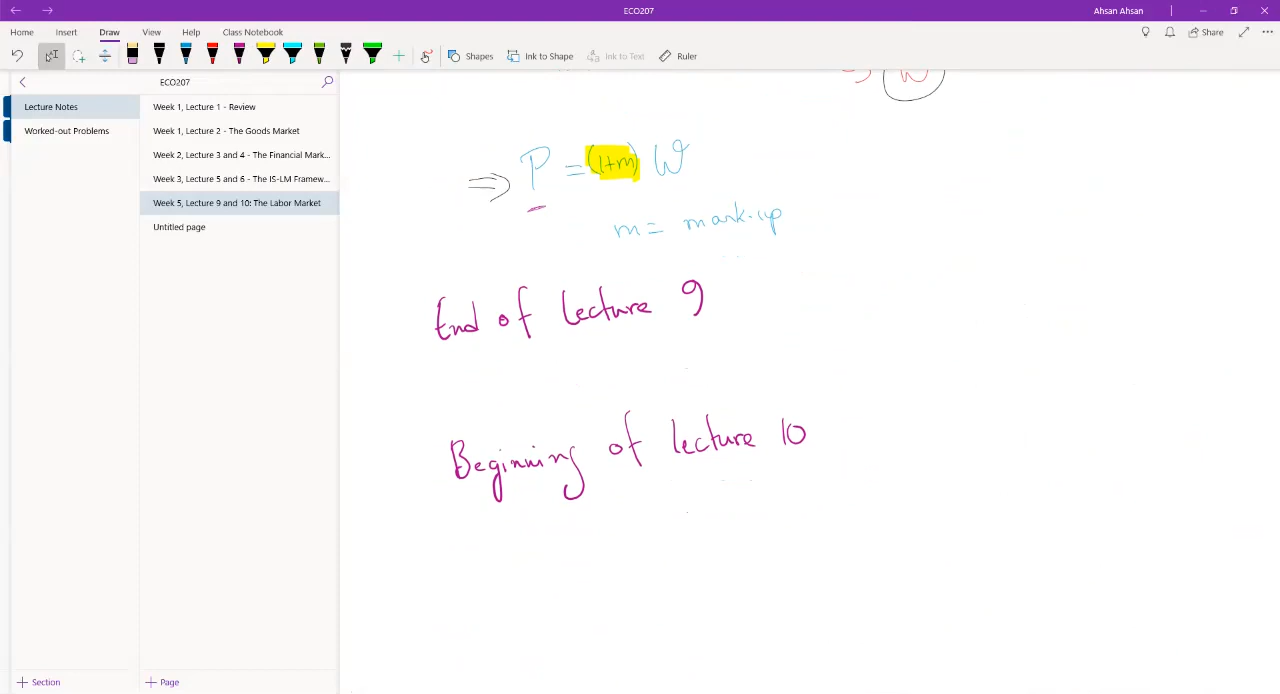 ECO207
Ahsan Ahsan
Home Insert Draw View Help Class Notebook
Share
Shapes Ink to Shape Ink to Text Ruler
ECO207
Lecture Notes
Worked-out Problems
Week 1, Lecture 1 - Review
Week 1, Lecture 2 - The Goods Market
Week 2, Lecture 3 and 4 - The Financial Mark...
Week 3, Lecture 5 and 6 - The IS-LM Framew...
Week 5, Lecture 9 and 10: The Labor Market
Untitled page
W
⇒ P = (1+m) W
m = mark-up
End of lecture 9
Beginning of lecture 10
+ Section
+ Page